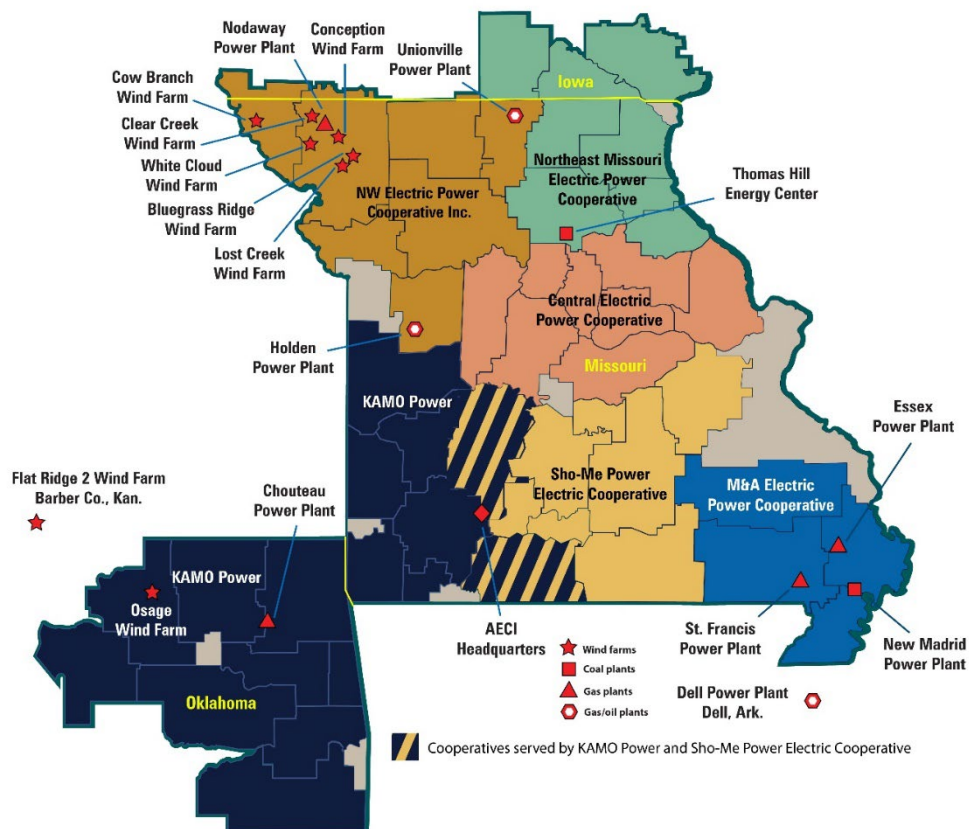 Nodaway
Power Plant
Conception
Wind Farm
Unionville
Power Plant
Iowa
Cow Branch
Wind Farm
Clear Creek
Wind Farm
White Cloud
Wind Farm
Bluegrass Ridge
Wind Farm
Lost Creek
Wind Farm
NW Electric Power
Cooperative Inc.
Northeast Missouri
Electric Power
Cooperative
Thomas Hill
Energy Center
Central Electric
Power Cooperative
Missouri
Holden
Power Plant
KAMO Power
Essex
Power Plant
Sho-Me Power
Electric Cooperative
M&A Electric
Power Cooperative
Flat Ridge 2 Wind Farm
Barber Co., Kan.
Chouteau
Power Plant
KAMO Power
Osage
Wind Farm
Oklahoma
AECI
Headquarters
St. Francis
Power Plant
New Madrid
Power Plant
Wind farms
Coal plants
Gas plants
Gas/oil plants
Dell Power Plant
Dell, Ark.
Cooperatives served by KAMO Power and Sho-Me Power Electric Cooperative